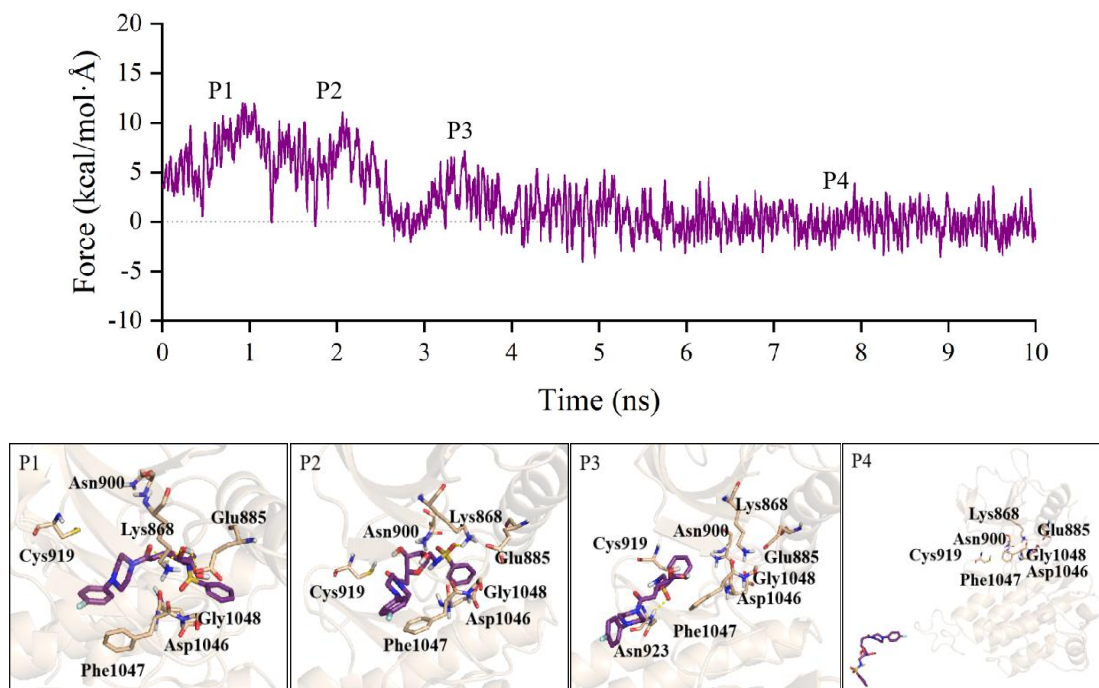 20
15
10
5
0
-5
-10
Force (kcal/mol·Å)
P1
P2
P3
P4
0 1 2 3 4 5 6 7 8 9 10
Time (ns)
P1
Asn900
Lys868
Glu885
Cys919
Gly1048
Asp1046
Phe1047
P2
Lys868
Asn900
Glu885
Cys919
Gly1048
Asp1046
Phe1047
P3
Lys868
Asn900
Cys919
Glu885
Gly1048
Asp1046
Phe1047
Asn923
P4
Lys868
Asn900 Glu885
Cys919 Gly1048
Phe1047 Asp1046